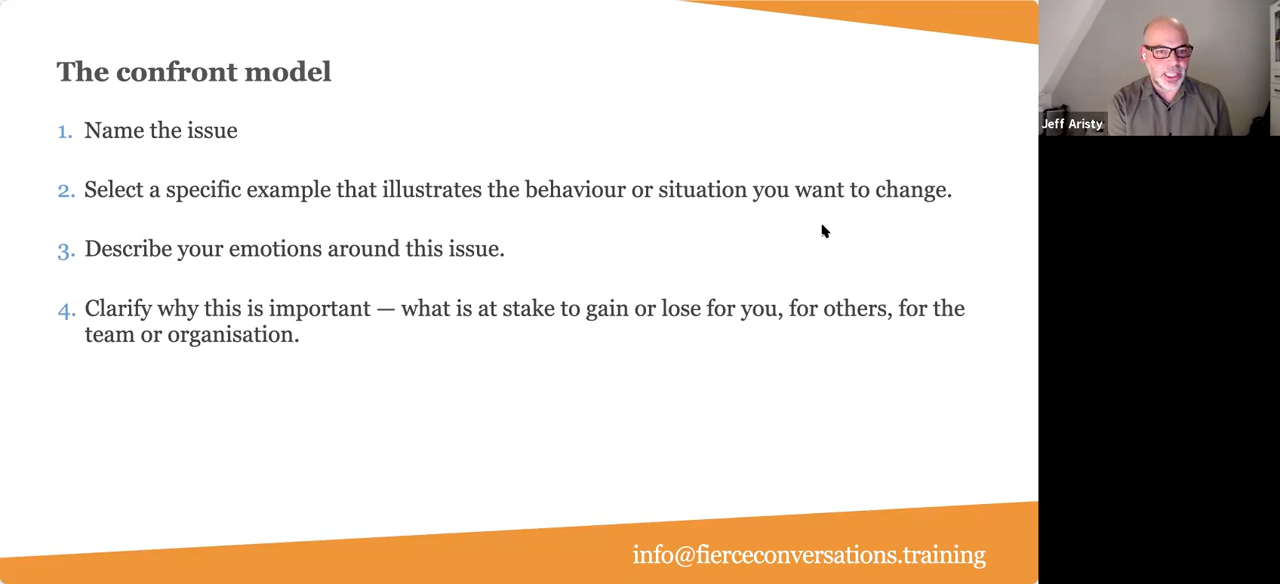 The confront model
1. Name the issue
2. Select a specific example that illustrates the behaviour or situation you want to change.
3. Describe your emotions around this issue.
4. Clarify why this is important — what is at stake to gain or lose for you, for others, for the
team or organisation.
info@fierceconversations.training
Jeff Aristy